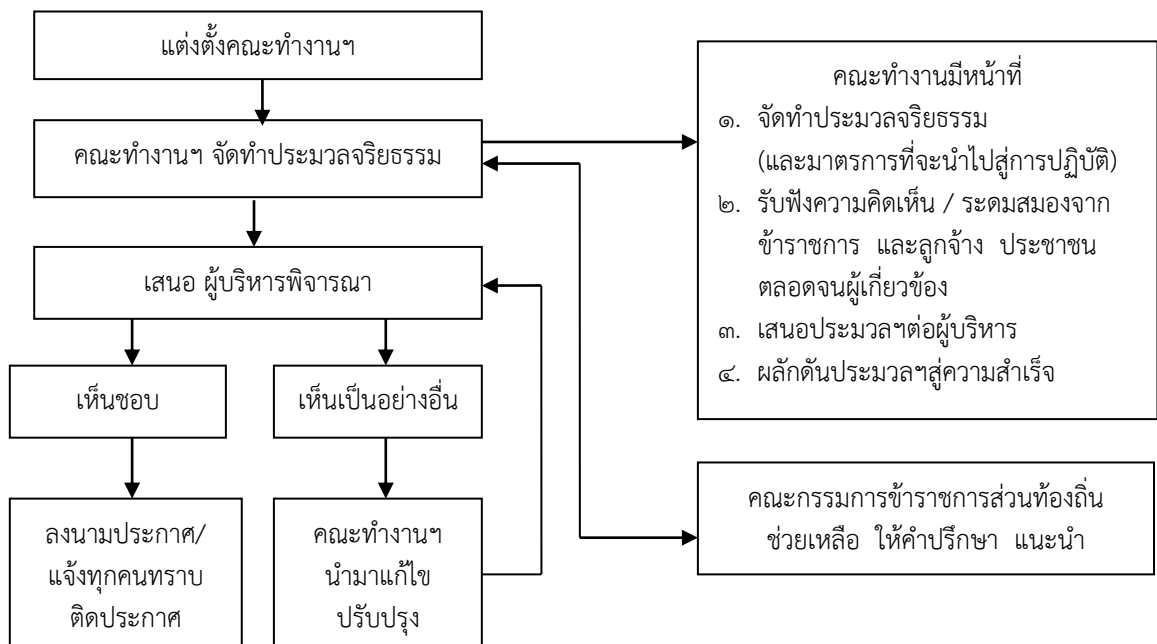 แต่งตั้งคณะทำงานฯ
คณะทำงานฯ จัดทำประมวลจริยธรรม
เสนอ ผู้บริหารพิจารณา
เห็นชอบ
เห็นเป็นอย่างอื่น
ลงนามประกาศ/
แจ้งทุกคนทราบ
ติดประกาศ
คณะทำงานฯ
นำมาแก้ไข
ปรับปรุง
คณะทำงานมีหน้าที่
๑. จัดทำประมวลจริยธรรม
(และมาตรการที่จะนำไปสู่การปฏิบัติ)
๒. รับฟังความคิดเห็น / ระดมสมองจาก
ข้าราชการ และลูกจ้าง ประชาชน
ตลอดจนผู้เกี่ยวข้อง
๓. เสนอประมวลฯต่อผู้บริหาร
๔. ผลักดันประมวลฯสู่ความสำเร็จ
คณะกรรมการข้าราชการส่วนท้องถิ่น
ช่วยเหลือ ให้คำปรึกษา แนะนำ